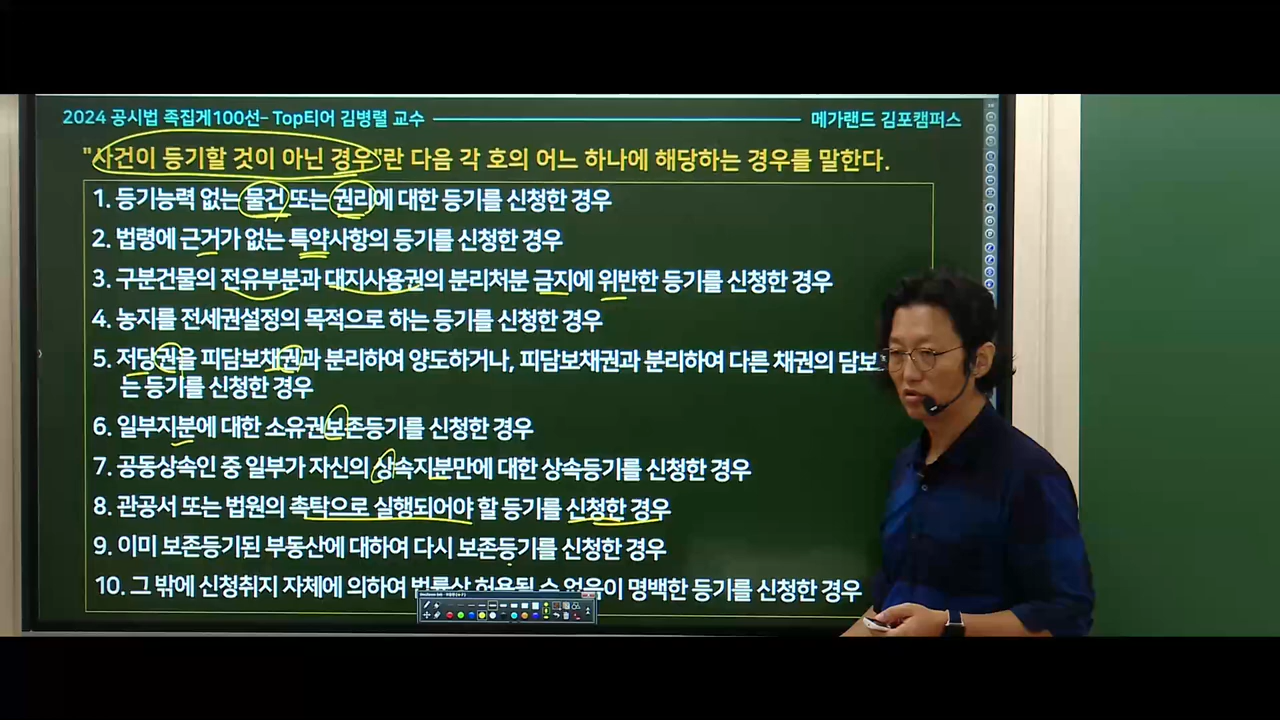 2024 공시법 족집게100선- Top티어 김병렬 교수
메가랜드 김포캠퍼스
"사건이 등기할 것이 아닌 경우"란 다음 각 호의 어느 하나에 해당하는 경우를 말한다.
1. 등기능력 없는 물건 또는 권리에 대한 등기를 신청한 경우
2. 법령에 근거가 없는 특약사항의 등기를 신청한 경우
3. 구분건물의 전유부분과 대지사용권의 분리처분 금지에 위반한 등기를 신청한 경우
4. 농지를 전세권설정의 목적으로 하는 등기를 신청한 경우
5. 저당권을 피담보채권과 분리하여 양도하거나, 피담보채권과 분리하여 다른 채권의 담보
는 등기를 신청한 경우
6. 일부지분에 대한 소유권보존등기를 신청한 경우
7. 공동상속인 중 일부가 자신의 상속지분만에 대한 상속등기를 신청한 경우
8. 관공서 또는 법원의 촉탁으로 실행되어야 할 등기를 신청한 경우
9. 이미 보존등기된 부동산에 대하여 다시 보존등기를 신청한 경우
10. 그 밖에 신청취지 자체에 의하여 법률상 허용될 수 없음이 명백한 등기를 신청한 경우